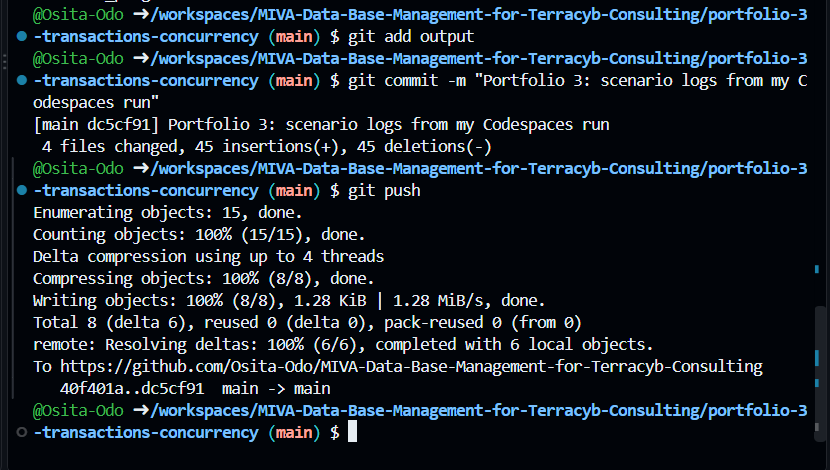 @Osita-Odo ➜/workspaces/MIVA-Data-Base-Management-for-Terracyb-Consulting/portfolio-3
-transactions-concurrency (main) $ git add output
@Osita-Odo ➜/workspaces/MIVA-Data-Base-Management-for-Terracyb-Consulting/portfolio-3
-transactions-concurrency (main) $ git commit -m "Portfolio 3: scenario logs from my C
odespaces run"
[main dc5cf91] Portfolio 3: scenario logs from my Codespaces run
 4 files changed, 45 insertions(+), 45 deletions(-)
@Osita-Odo ➜/workspaces/MIVA-Data-Base-Management-for-Terracyb-Consulting/portfolio-3
-transactions-concurrency (main) $ git push
Enumerating objects: 15, done.
Counting objects: 100% (15/15), done.
Delta compression using up to 4 threads
Compressing objects: 100% (8/8), done.
Writing objects: 100% (8/8), 1.28 KiB | 1.28 MiB/s, done.
Total 8 (delta 6), reused 0 (delta 0), pack-reused 0 (from 0)
remote: Resolving deltas: 100% (6/6), completed with 6 local objects.
To https://github.com/Osita-Odo/MIVA-Data-Base-Management-for-Terracyb-Consulting
   40f401a..dc5cf91  main -> main
@Osita-Odo ➜/workspaces/MIVA-Data-Base-Management-for-Terracyb-Consulting/portfolio-3
-transactions-concurrency (main) $